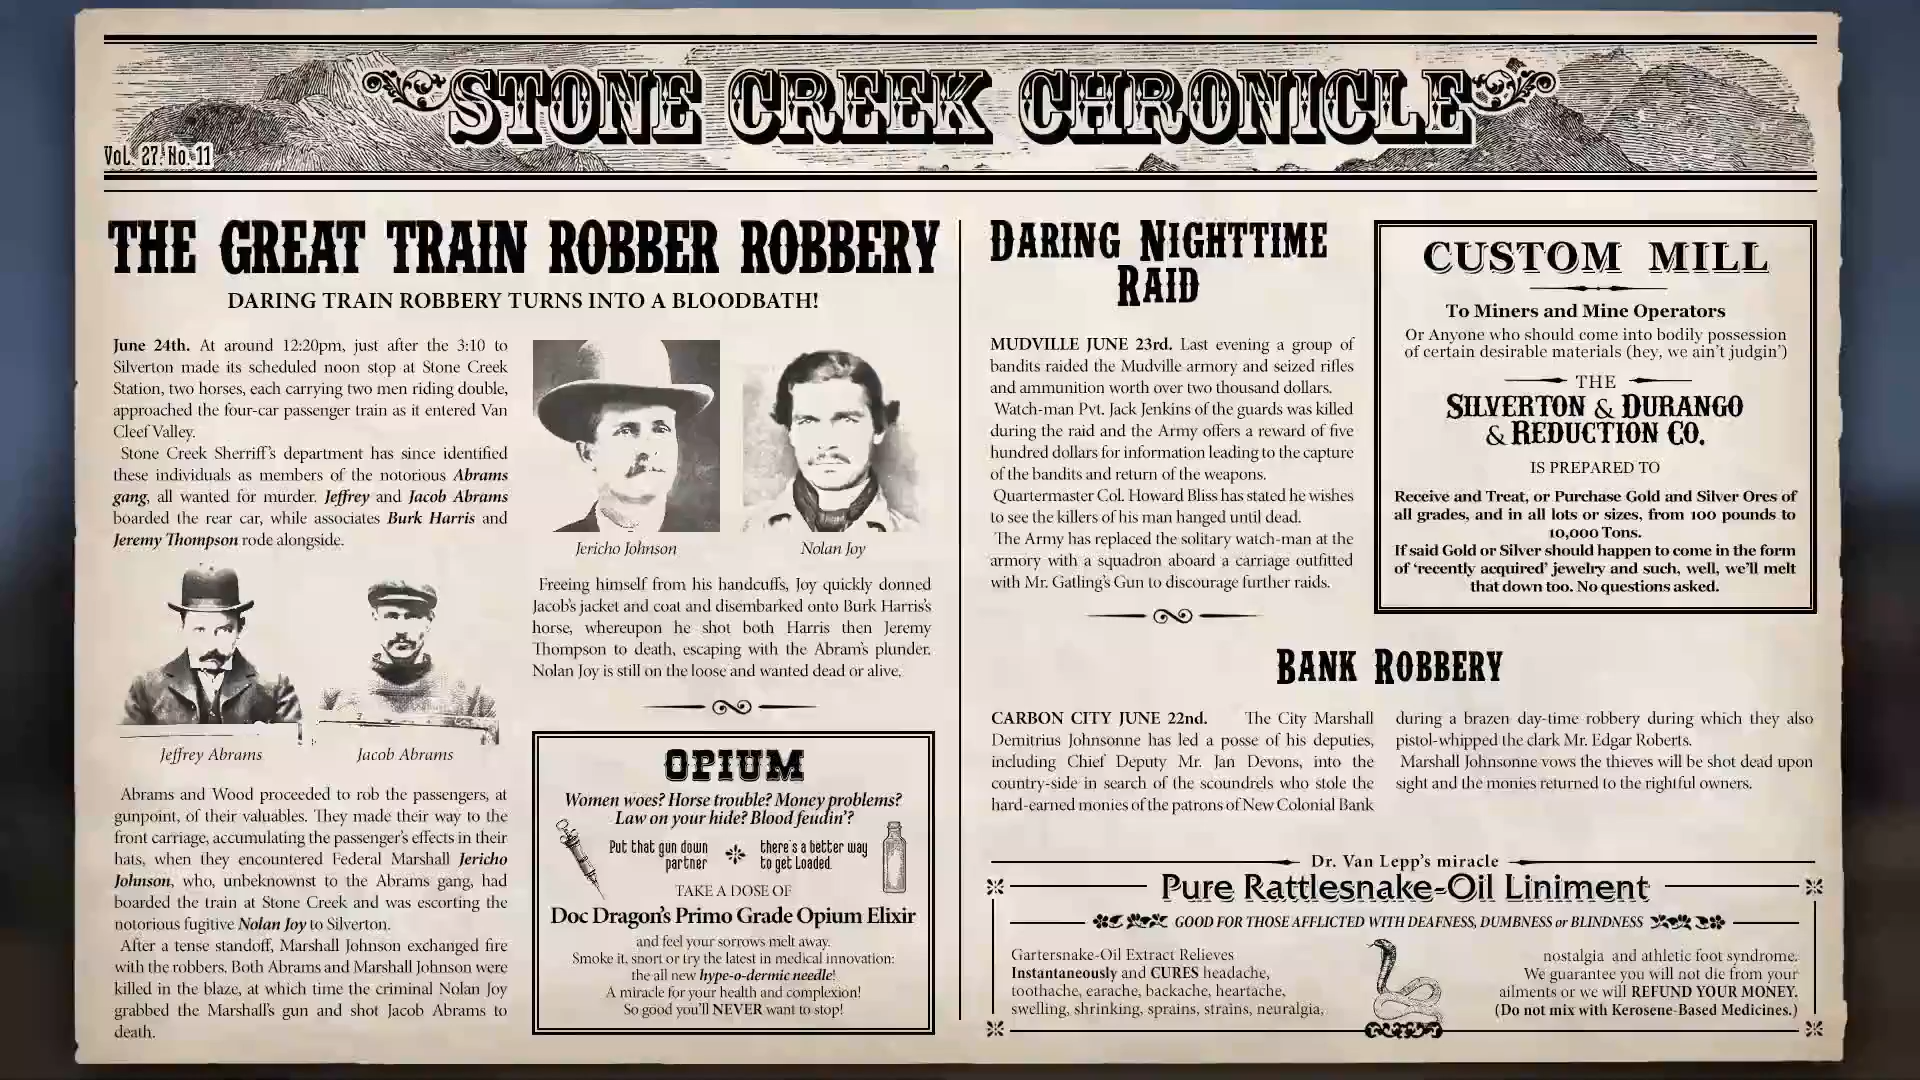 STONE CREEK CHRONICLE
Vol. 27. No. 11
THE GREAT TRAIN ROBBER ROBBERY
DARING TRAIN ROBBERY TURNS INTO A BLOODBATH!
June 24th. At around 12:20pm, just after the 3:10 to
Silverton made its scheduled noon stop at Stone Creek
Station, two horses, each carrying two men riding double,
approached the four-car passenger train as it entered Van
Cleef Valley.
Stone Creek Sherriff's department has since identified
these individuals as members of the notorious Abrams
gang, all wanted for murder. Jeffrey and Jacob Abrams
boarded the rear car, while associates Burk Harris and
Jeremy Thompson rode alongside.
Jeffrey Abrams
Jacob Abrams
Abrams and Wood proceeded to rob the passengers, at
gunpoint, of their valuables. They made their way to the
front carriage, accumulating the passenger's effects in their
hats, when they encountered Federal Marshall Jericho
Johnson, who, unbeknownst to the Abrams gang, had
boarded the train at Stone Creek and was escorting the
notorious fugitive Nolan Joy to Silverton.
After a tense standoff, Marshall Johnson exchanged fire
with the robbers. Both Abrams and Marshall Johnson were
killed in the blaze, at which time the criminal Nolan Joy
grabbed the Marshall's gun and shot Jacob Abrams to
death.
Jericho Johnson
Nolan Joy
Freeing himself from his handcuffs, Joy quickly donned
Jacob's jacket and coat and disembarked onto Burk Harris's
horse, whereupon he shot both Harris then Jeremy
Thompson to death, escaping with the Abram's plunder.
Nolan Joy is still on the loose and wanted dead or alive.
OPIUM
Women woes? Horse trouble? Money problems?
Law on your hide? Blood feudin'?
Put that gun down
partner
there's a better way
to get Loaded.
TAKE A DOSE OF
Doc Dragon's Primo Grade Opium Elixir
and feel your sorrows melt away.
Smoke it, snort or try the latest in medical innovation:
the all new hype-o-dermic needle!
A miracle for your health and complexion!
So good you'll NEVER want to stop!
DARING NIGHTTIME
RAID
MUDVILLE JUNE 23rd. Last evening a group of
bandits raided the Mudville armory and seized rifles
and ammunition worth over two thousand dollars.
Watch-man Pvt. Jack Jenkins of the guards was killed
during the raid and the Army offers a reward of five
hundred dollars for information leading to the capture
of the bandits and return of the weapons.
Quartermaster Col. Howard Bliss has stated he wishes
to see the killers of his man hanged until dead.
The Army has replaced the solitary watch-man at the
armory with a squadron aboard a carriage outfitted
with Mr. Gatling's Gun to discourage further raids.
CUSTOM MILL
To Miners and Mine Operators
Or Anyone who should come into bodily possession
of certain desirable materials (hey, we ain't judgin')
THE
SILVERTON & DURANGO
& REDUCTION CO.
IS PREPARED TO
Receive and Treat, or Purchase Gold and Silver Ores of
all grades, and in all lots or sizes, from 100 pounds to
10,000 Tons.
If said Gold or Silver should happen to come in the form
of 'recently acquired' jewelry and such, well, we'll melt
that down too. No questions asked.
BANK ROBBERY
CARBON CITY JUNE 22nd. The City Marshall
Demitrius Johnsonne has led a posse of his deputies,
including Chief Deputy Mr. Jan Devons, into the
country-side in search of the scoundrels who stole the
hard-earned monies of the patrons of New Colonial Bank
during a brazen day-time robbery during which they also
pistol-whipped the clark Mr. Edgar Roberts.
Marshall Johnsonne vows the thieves will be shot dead upon
sight and the monies returned to the rightful owners.
Dr. Van Lepp's miracle
Pure Rattlesnake-Oil Liniment
GOOD FOR THOSE AFFLICTED WITH DEAFNESS, DUMBNESS or BLINDNESS
Gartersnake-Oil Extract Relieves
Instantaneously and CURES headache,
toothache, earache, backache, heartache,
swelling, shrinking, sprains, strains, neuralgia,
nostalgia and athletic foot syndrome.
We guarantee you will not die from your
ailments or we will REFUND YOUR MONEY.
(Do not mix with Kerosene-Based Medicines.)